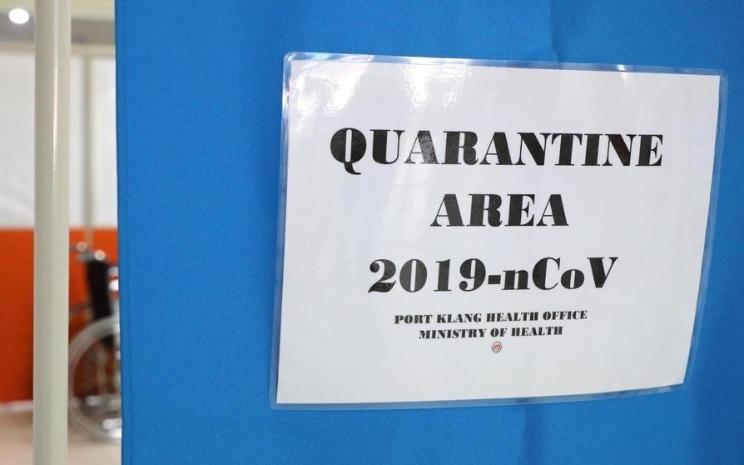 QUARANTINE
AREA
2019-nCoV
PORT KLANG HEALTH OFFICE
MINISTRY OF HEALTH